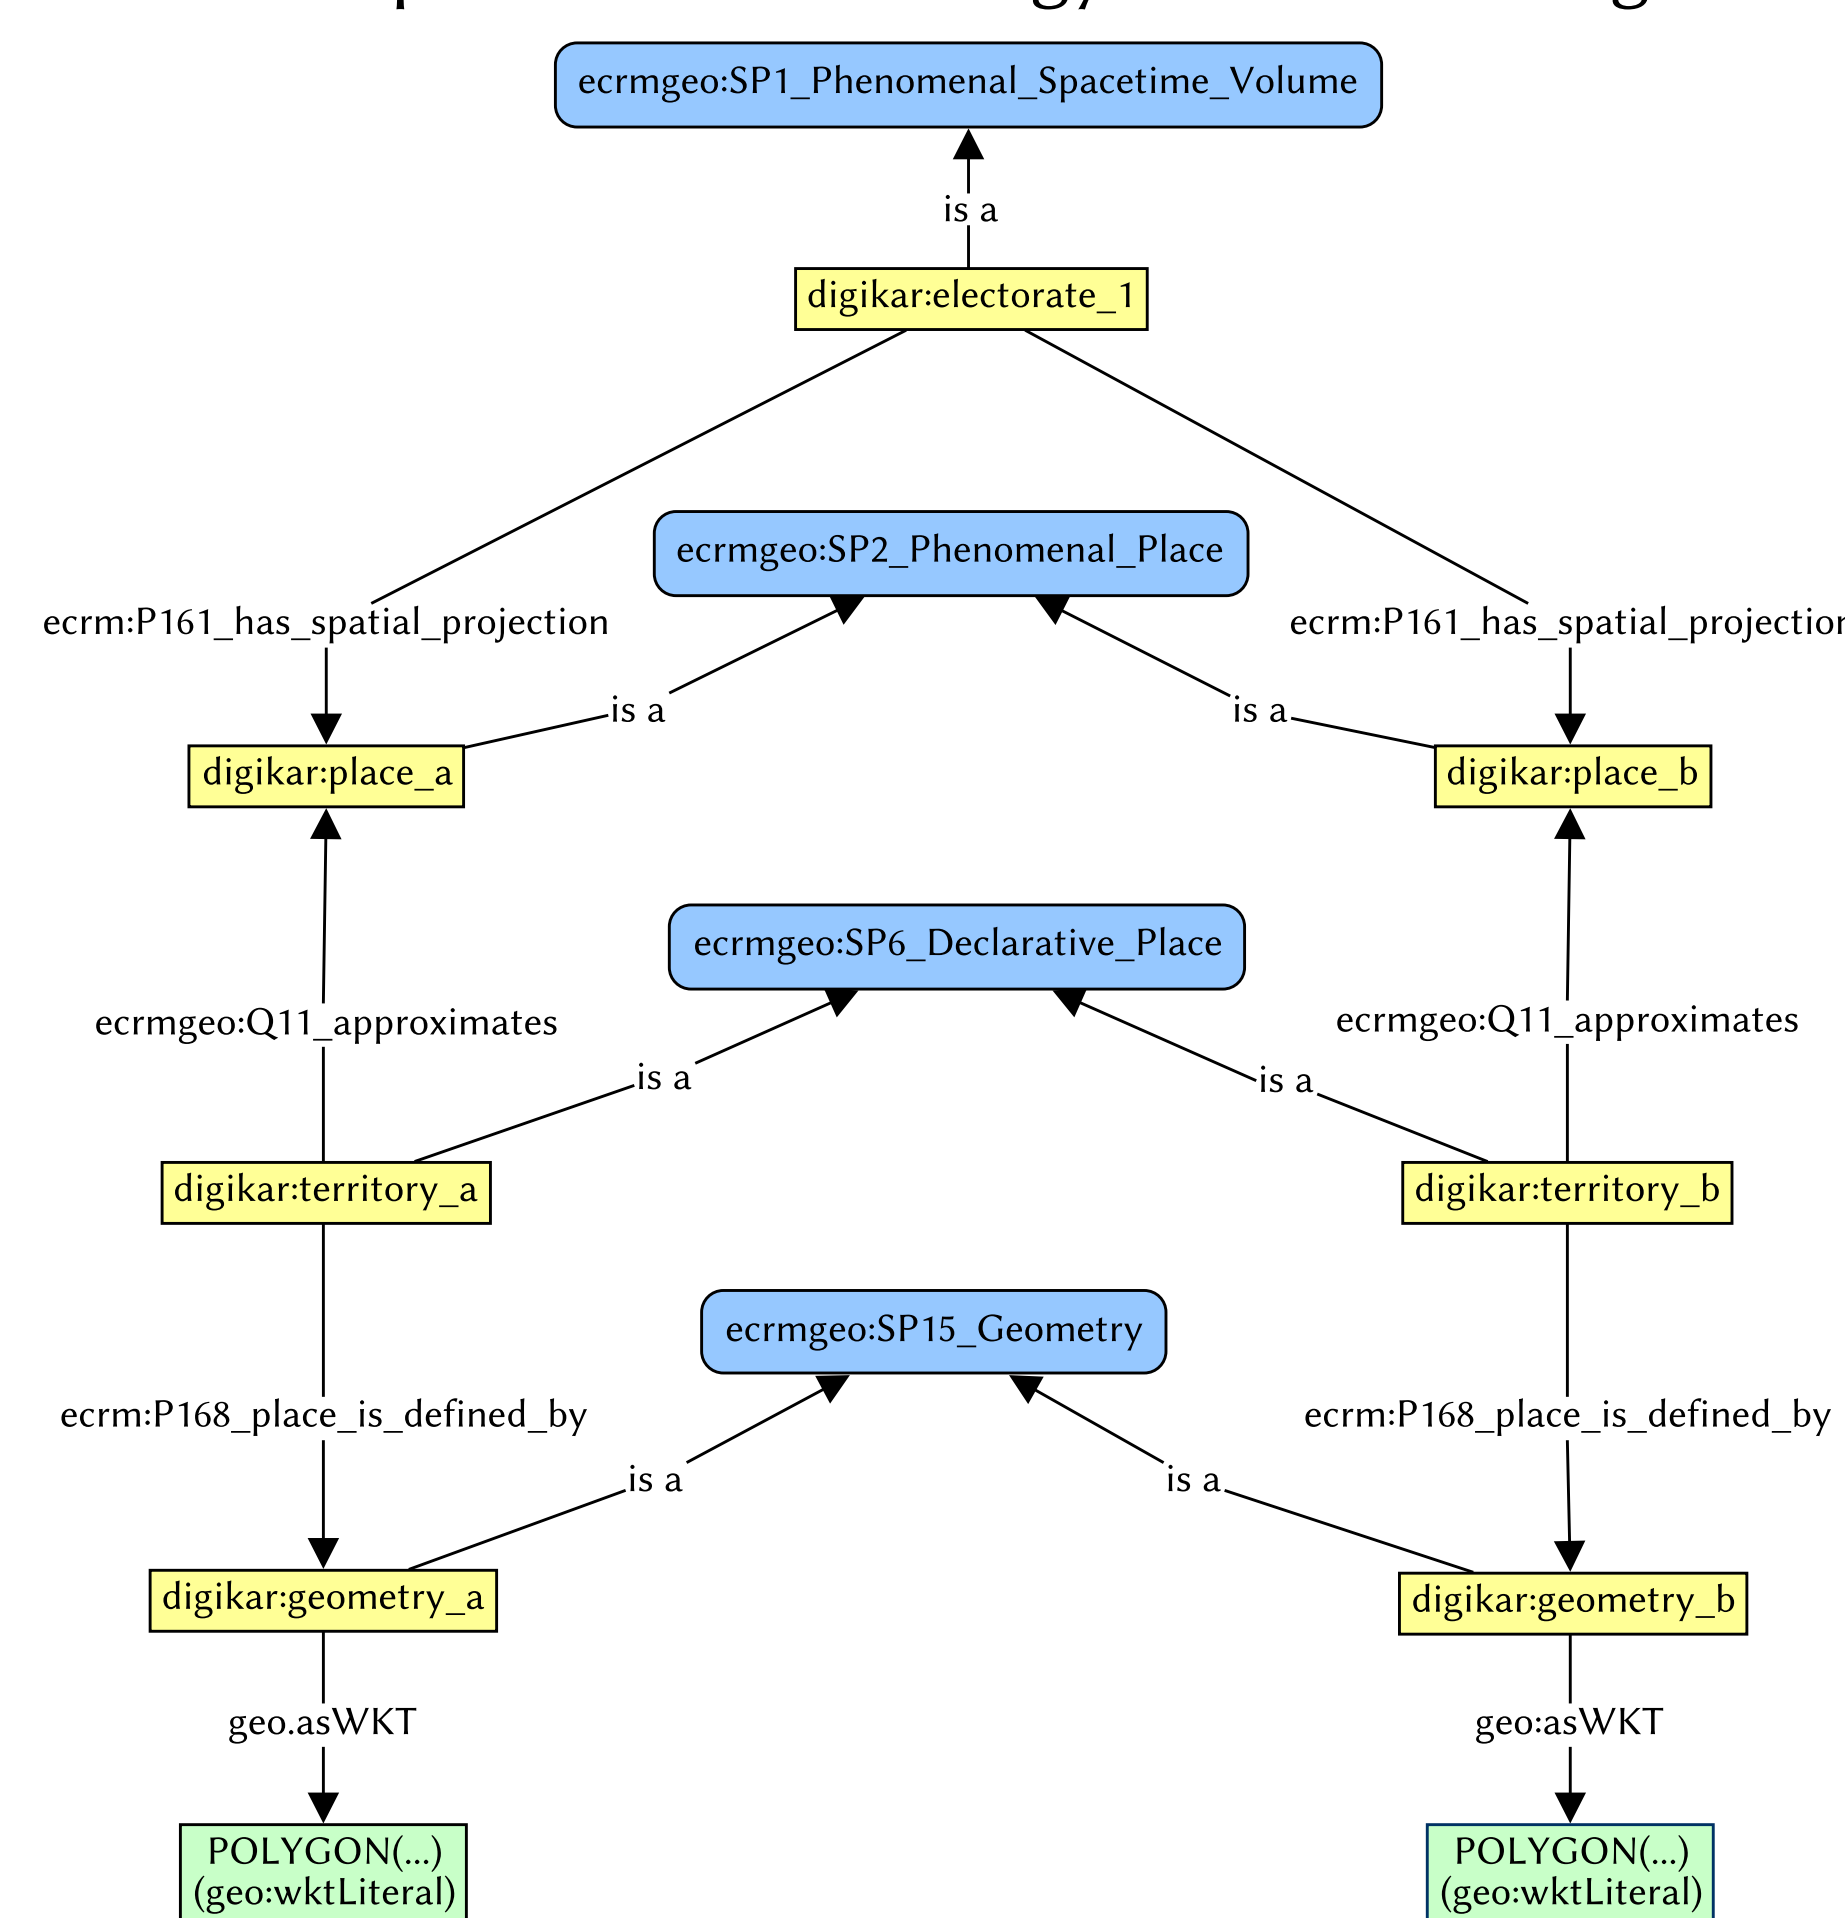 ecrmgeo:SP1_Phenomenal_Spacetime_Volume
is a
digikar:electorate_1
ecrmgeo:SP2_Phenomenal_Place
ecrm:P161_has_spatial_projection ecrm:P161_has_spatial_projection
is a is a
digikar:place_a digikar:place_b
ecrmgeo:SP6_Declarative_Place
ecrmgeo:Q11_approximates ecrmgeo:Q11_approximates
is a is a
digikar:territory_a digikar:territory_b
ecrmgeo:SP15_Geometry
ecrm:P168_place_is_defined_by ecrm:P168_place_is_defined_by
is a is a
digikar:geometry_a digikar:geometry_b
geo.asWKT geo:asWKT
POLYGON(...) POLYGON(...)
(geo:wktLiteral) (geo:wktLiteral)